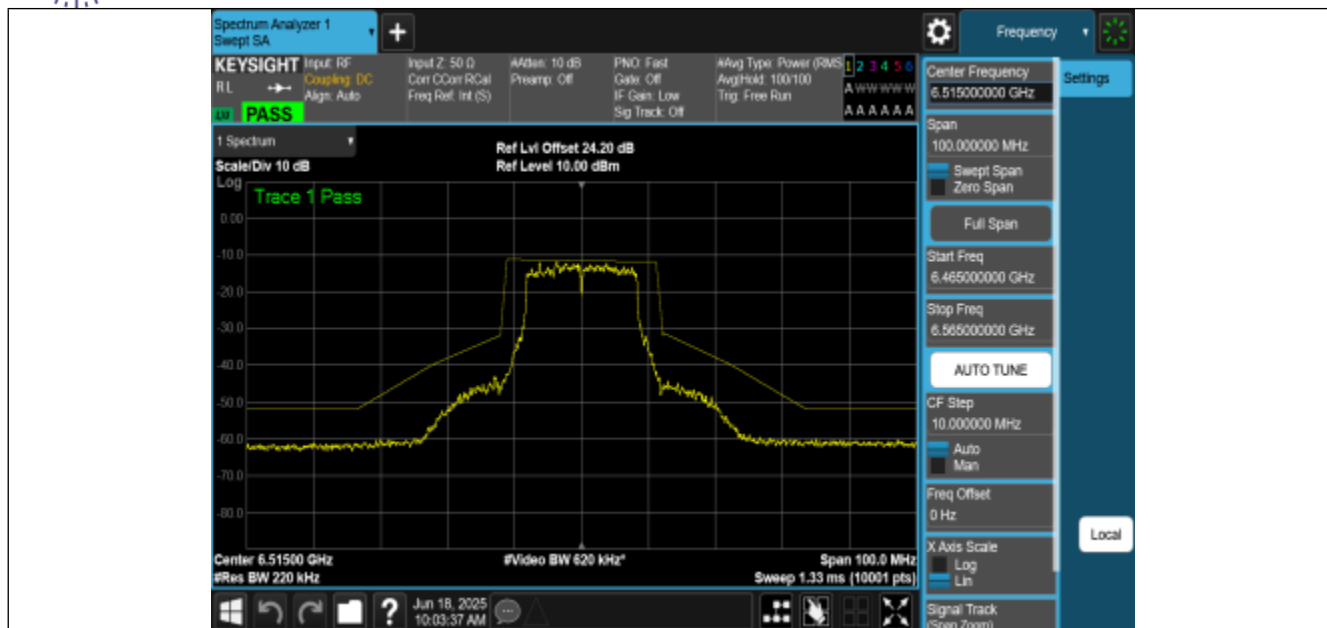 Spectrum Analyzer 1
Swept SA
+
Frequency
KEYSIGHT
RL
LXI
PASS
Input: RF
Coupling: DC
Align: Auto
Input Z: 50 Ω
Corr CCorr RCal
Freq Ref: Int (S)
#Atten: 10 dB
Preamp: Off
PNO: Fast
Gate: Off
IF Gain: Low
Sig Track: Off
#Avg Type: Power (RMS
Avg|Hold: 100/100
Trig: Free Run
1 2 3 4 5 6
A W W W W W
A A A A A A
1 Spectrum
Scale/Div 10 dB
Ref Lvl Offset 24.20 dB
Ref Level 10.00 dBm
Log
Trace 1 Pass
0.00
-10.0
-20.0
-30.0
-40.0
-50.0
-60.0
-70.0
-80.0
Center 6.51500 GHz
#Res BW 220 kHz
#Video BW 620 kHz*
Span 100.0 MHz
Sweep 1.33 ms (10001 pts)
Center Frequency
6.515000000 GHz
Settings
Span
100.000000 MHz
Swept Span
Zero Span
Full Span
Start Freq
6.465000000 GHz
Stop Freq
6.565000000 GHz
AUTO TUNE
CF Step
10.000000 MHz
Auto
Man
Freq Offset
0 Hz
X Axis Scale
Log
Lin
Local
Signal Track
(Span Zoom)
?
Jun 18, 2025
10:03:37 AM